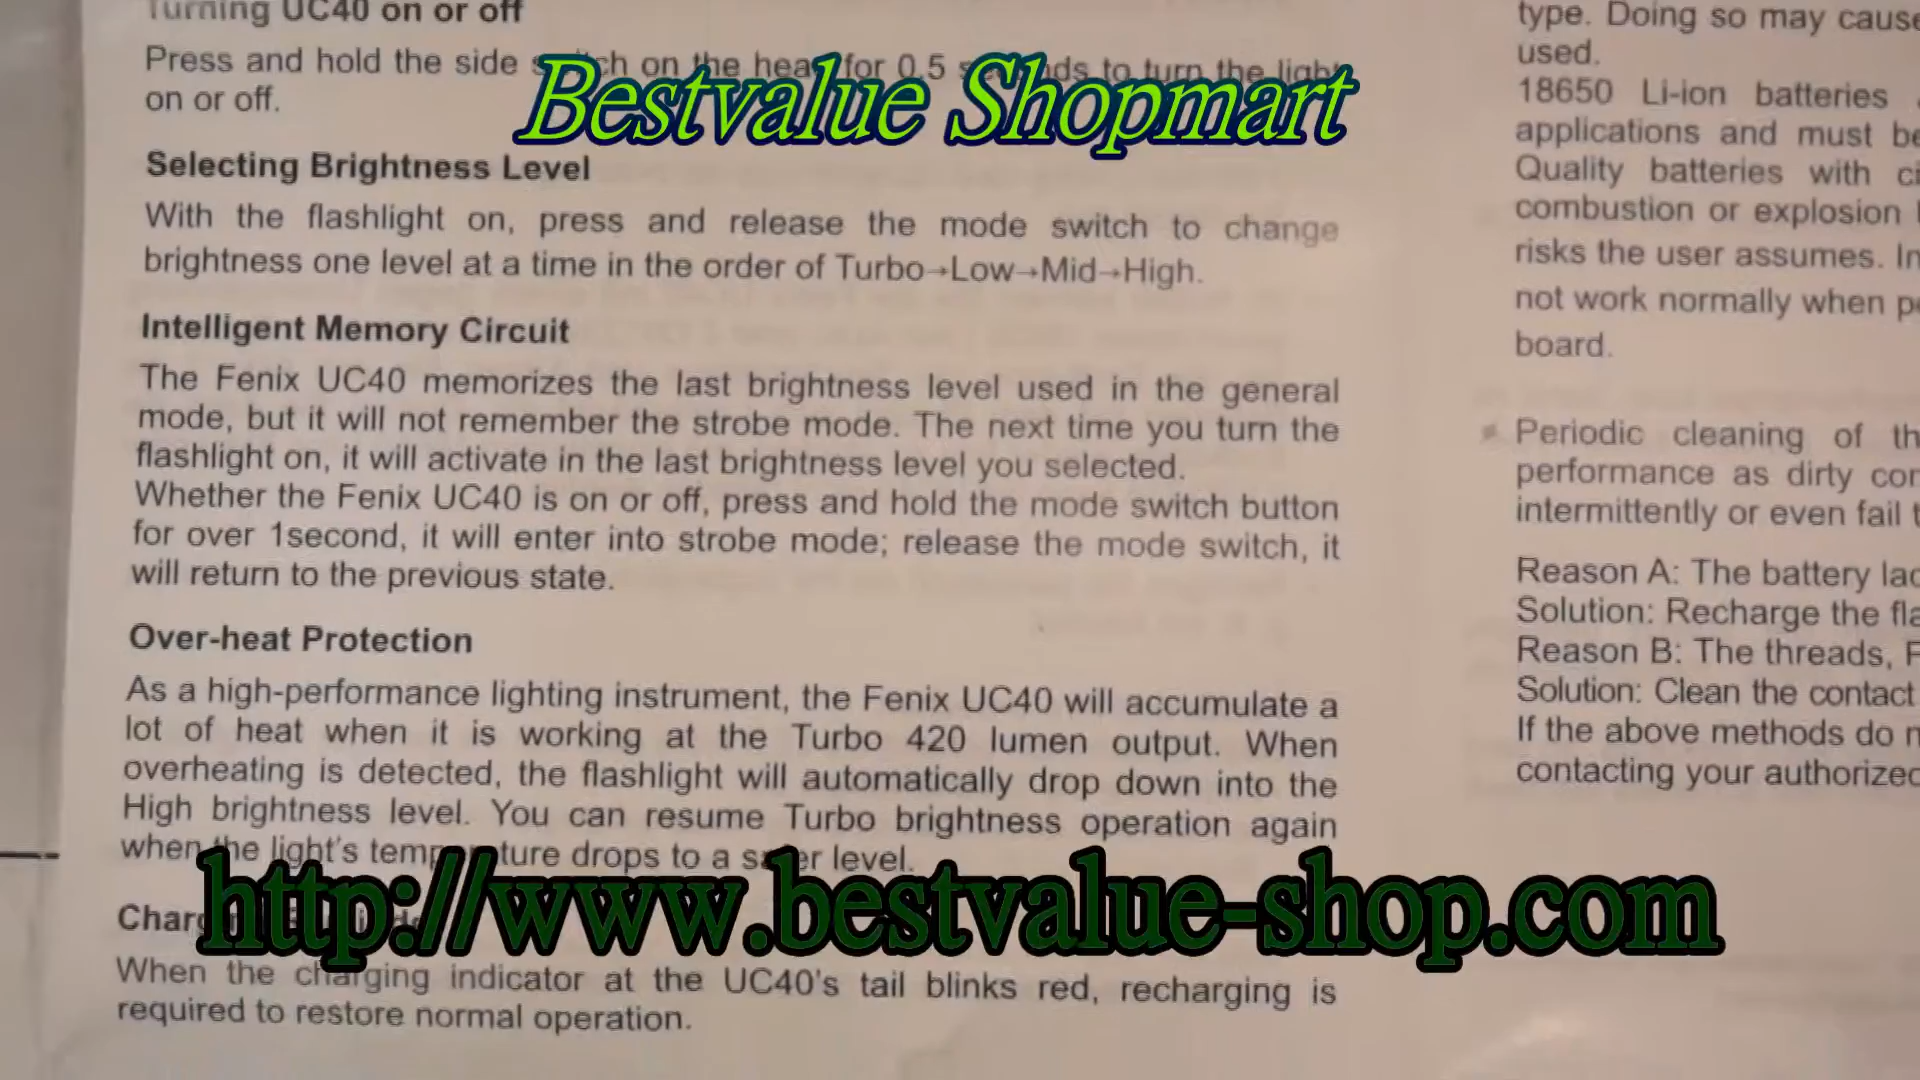 Turning UC40 on or off
Press and hold the side switch on the head for 0.5 seconds to turn the light
on or off.
Bestvalue Shopmart
Selecting Brightness Level
With the flashlight on, press and release the mode switch to change
brightness one level at a time in the order of Turbo→Low→Mid→High.
Intelligent Memory Circuit
The Fenix UC40 memorizes the last brightness level used in the general
mode, but it will not remember the strobe mode. The next time you turn the
flashlight on, it will activate in the last brightness level you selected.
Whether the Fenix UC40 is on or off, press and hold the mode switch button
for over 1second, it will enter into strobe mode; release the mode switch, it
will return to the previous state.
Over-heat Protection
As a high-performance lighting instrument, the Fenix UC40 will accumulate a
lot of heat when it is working at the Turbo 420 lumen output. When
overheating is detected, the flashlight will automatically drop down into the
High brightness level. You can resume Turbo brightness operation again
when the light's temperature drops to a safer level.
http://www.bestvalue-shop.com
When the charging indicator at the UC40's tail blinks red, recharging is
required to restore normal operation.
type. Doing so may cause
used.
18650 Li-ion batteries
applications and must be
Quality batteries with
combustion or explosion
risks the user assumes. In
not work normally when
board.
Periodic cleaning of
performance as dirty
intermittently or even fail
Reason A: The battery
Solution: Recharge the
Reason B: The threads,
Solution: Clean the contact
If the above methods do
contacting your authorized